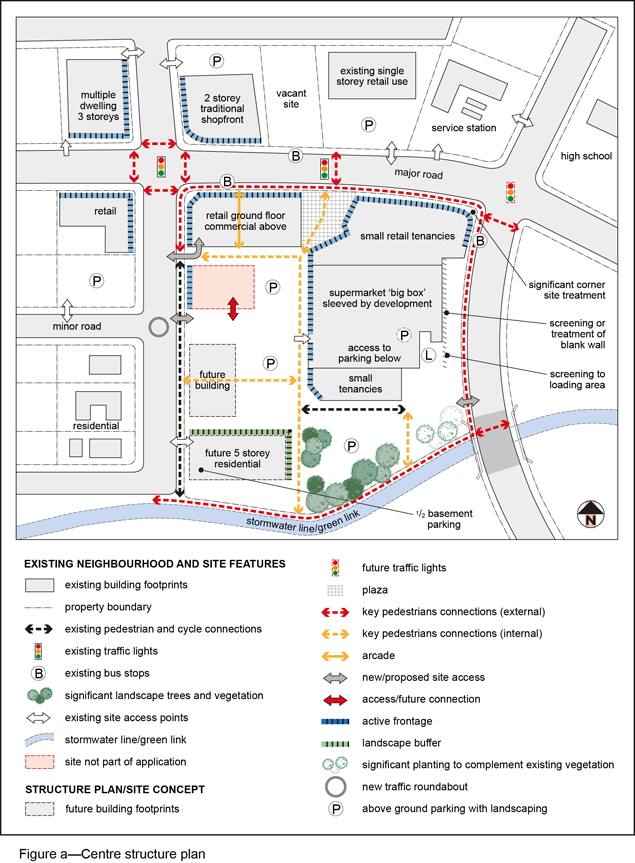 P
multiple
dwelling
3 storeys
2 storey
traditional
shopfront
vacant
site
existing single
storey retail use
P
service station
high school
B
major road
B
retail
retail ground floor
commercial above
small retail tenancies
B
significant corner
site treatment
P
P
supermarket ‘big box’
sleeved by development
screening or
treatment of
blank wall
minor road
access to
parking below
P
L
screening to
loading area
P
future
building
small
tenancies
residential
future 5 storey
residential
P
1/2 basement
parking
stormwater line/green link
N
EXISTING NEIGHBOURHOOD AND SITE FEATURES
existing building footprints
property boundary
existing pedestrian and cycle connections
existing traffic lights
B existing bus stops
significant landscape trees and vegetation
existing site access points
stormwater line/green link
site not part of application
STRUCTURE PLAN/SITE CONCEPT
future building footprints
future traffic lights
plaza
key pedestrians connections (external)
key pedestrians connections (internal)
arcade
new/proposed site access
access/future connection
active frontage
landscape buffer
significant planting to complement existing vegetation
new traffic roundabout
P above ground parking with landscaping
Figure a—Centre structure plan